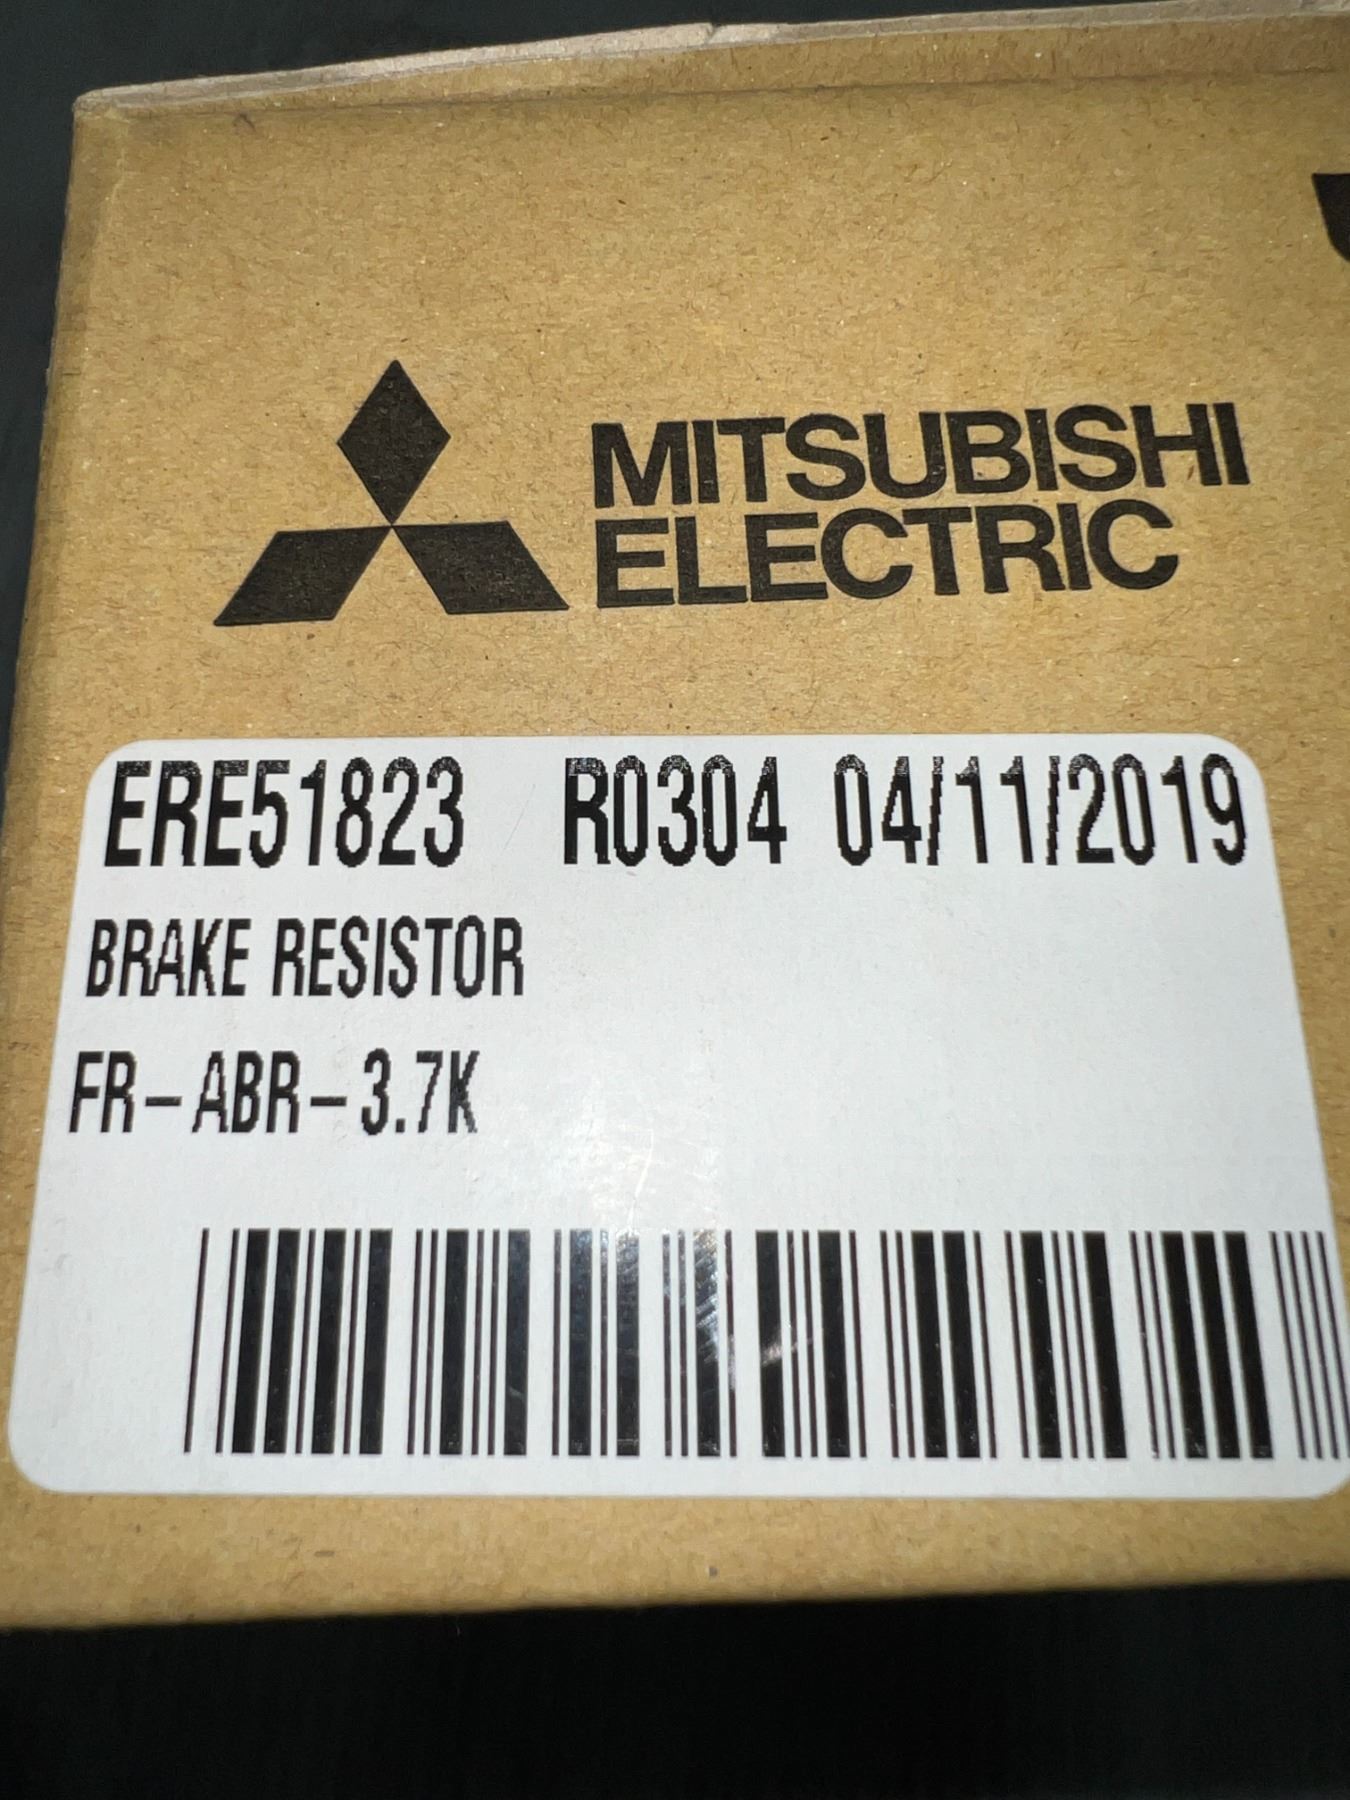 MITSUBISHI
ELECTRIC
ERE51823 R0304 04/11/2019
BRAKE RESISTOR
FR-ABR-3.7K